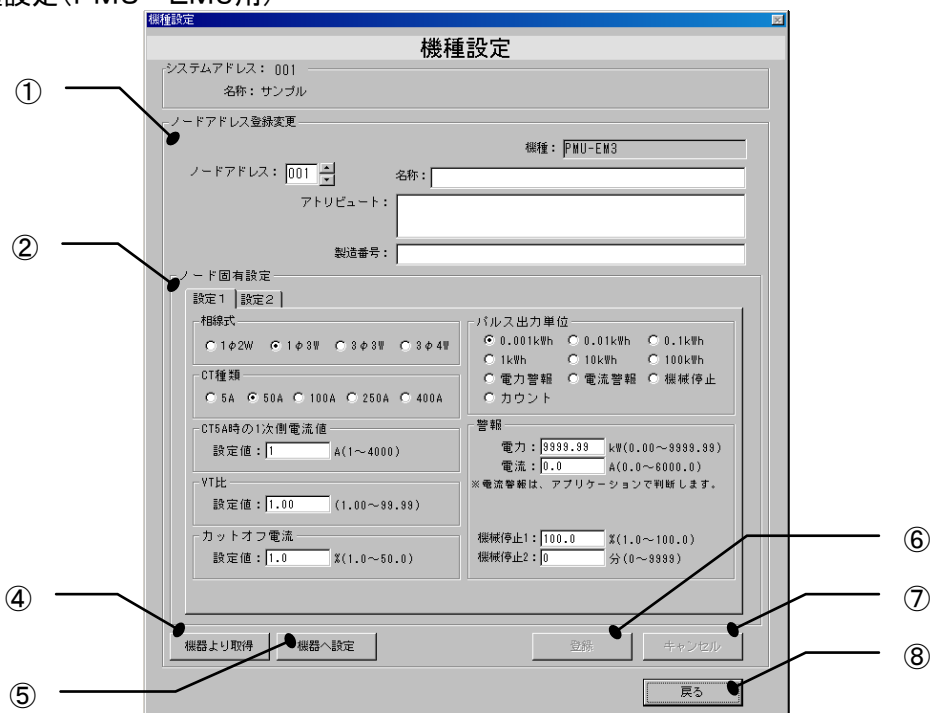 設定(PMU-EM3用)
機種設定
機種設定
システムアドレス： 001
名称： サンプル
①
ノードアドレス登録変更
機種： PMU-EM3
ノードアドレス： 001
名称：
アトリビュート：
②
製造番号：
ノード固有設定
設定1 設定2
相線式
1φ2W 1φ3W 3φ3W 3φ4W
CT種類
5A 50A 100A 250A 400A
CT5A時の1次側電流値
設定値： 1 A(1～4000)
VT比
設定値： 1.00 (1.00～99.99)
カットオフ電流
設定値： 1.0 %(1.0～50.0)
パルス出力単位
0.001kWh 0.01kWh 0.1kWh
1kWh 10kWh 100kWh
電力警報 電流警報 機械停止
カウント
警報
電力： 9999.99 kW(0.00～9999.99)
電流： 0.0 A(0.0～6000.0)
※電流警報は、アプリケーションで判断します。
機械停止1： 100.0 %(1.0～100.0)
機械停止2： 0 分(0～9999)
⑥
④
⑦
機器より取得 機器へ設定 登録 キャンセル
⑧
⑤
戻る